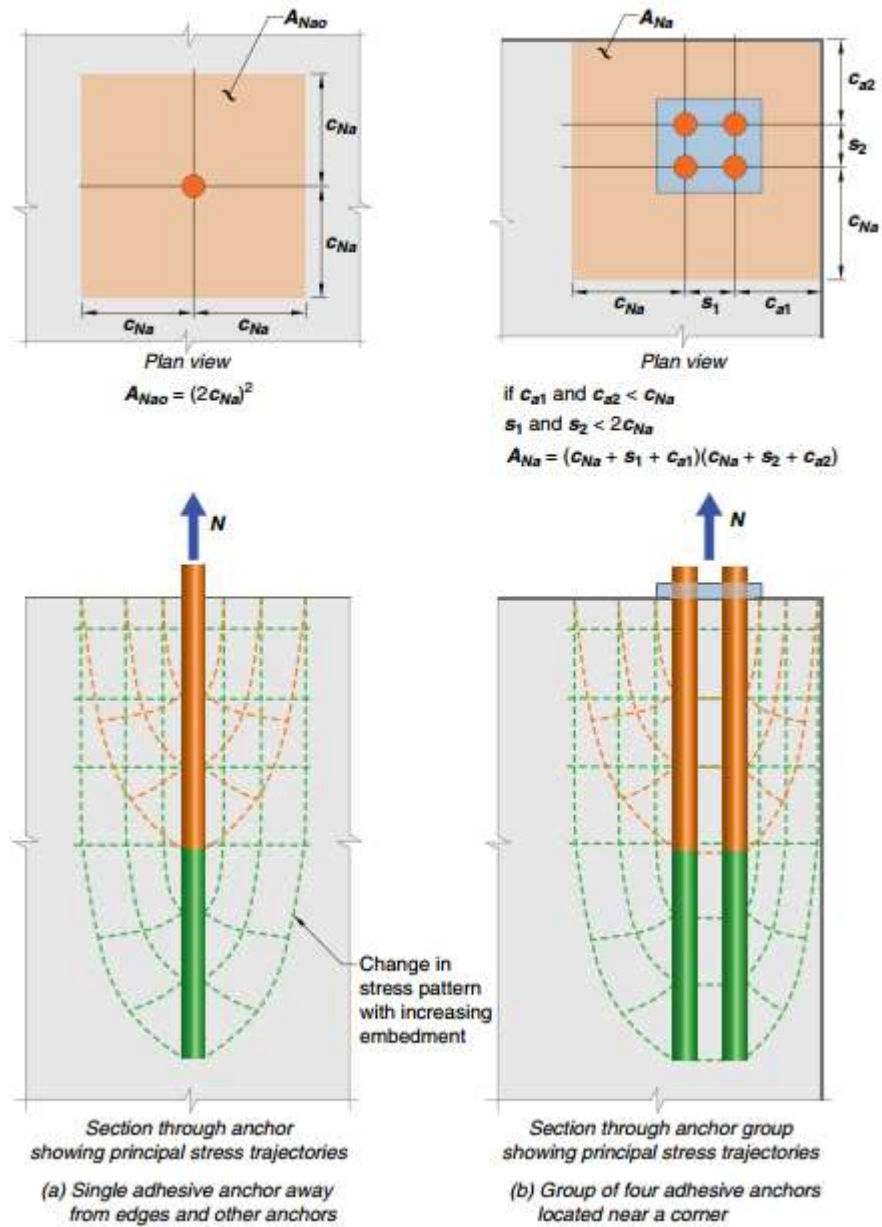 A_Nao
c_Na
c_Na
c_Na
c_Na
Plan view
A_Nao = (2c_Na)²
A_Na
c_a2
s_2
c_Na
c_Na
s_1
c_a1
Plan view
if c_a1 and c_a2 < c_Na
s_1 and s_2 < 2c_Na
A_Na = (c_Na + s_1 + c_a1)(c_Na + s_2 + c_a2)
N
N
Change in
stress pattern
with increasing
embedment
Section through anchor
showing principal stress trajectories
(a) Single adhesive anchor away
from edges and other anchors
Section through anchor group
showing principal stress trajectories
(b) Group of four adhesive anchors
located near a corner